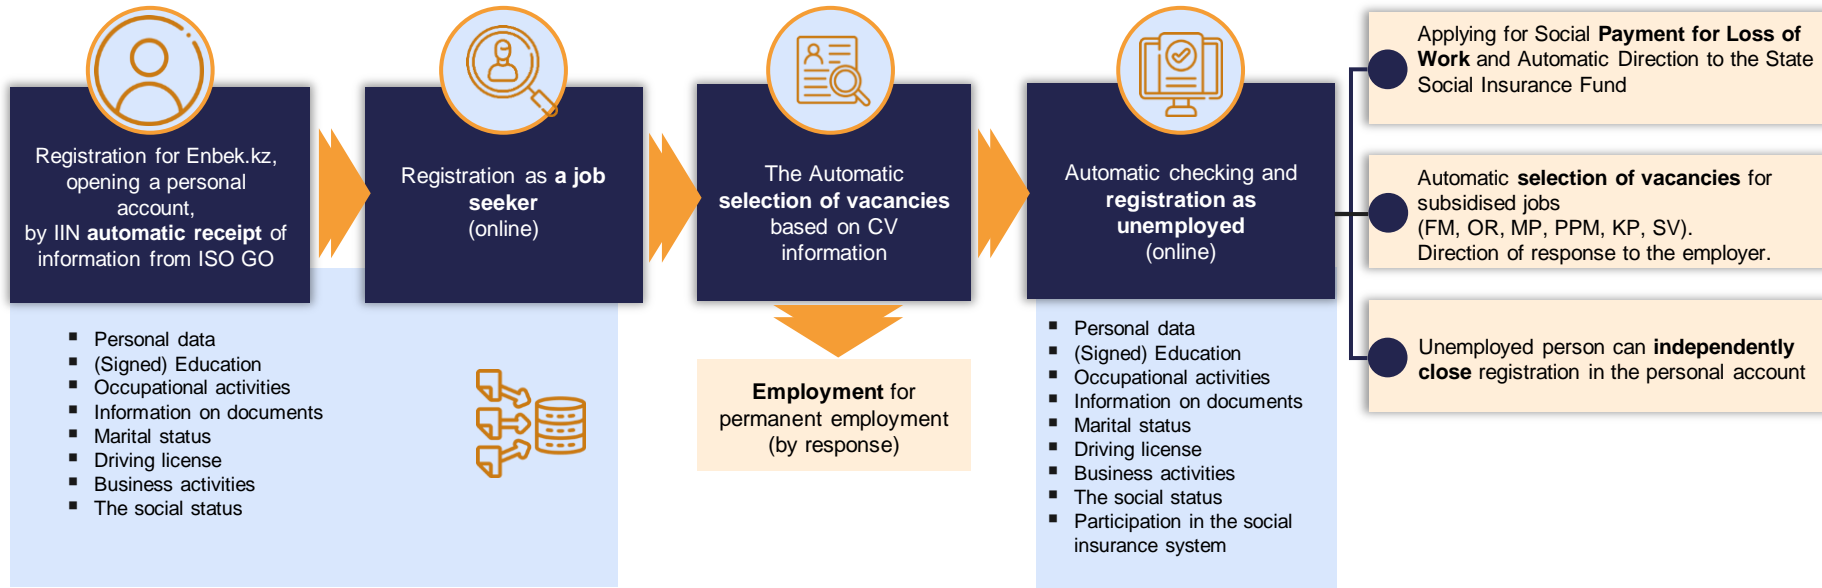 Registration for Enbek.kz,
opening a personal
account,
by IIN automatic receipt of
information from ISO GO
Personal data
(Signed) Education
Occupational activities
Information on documents
Marital status
Driving license
Business activities
The social status
Registration as a job
seeker
(online)
The Automatic
selection of vacancies
based on CV
information
Employment for
permanent employment
(by response)
Automatic checking and
registration as
unemployed
(online)
Personal data
(Signed) Education
Occupational activities
Information on documents
Marital status
Driving license
Business activities
The social status
Participation in the social
insurance system
Applying for Social Payment for Loss of
Work and Automatic Direction to the State
Social Insurance Fund
Automatic selection of vacancies for
subsidised jobs
(FM, OR, MP, PPM, KP, SV).
Direction of response to the employer.
Unemployed person can independently
close registration in the personal account